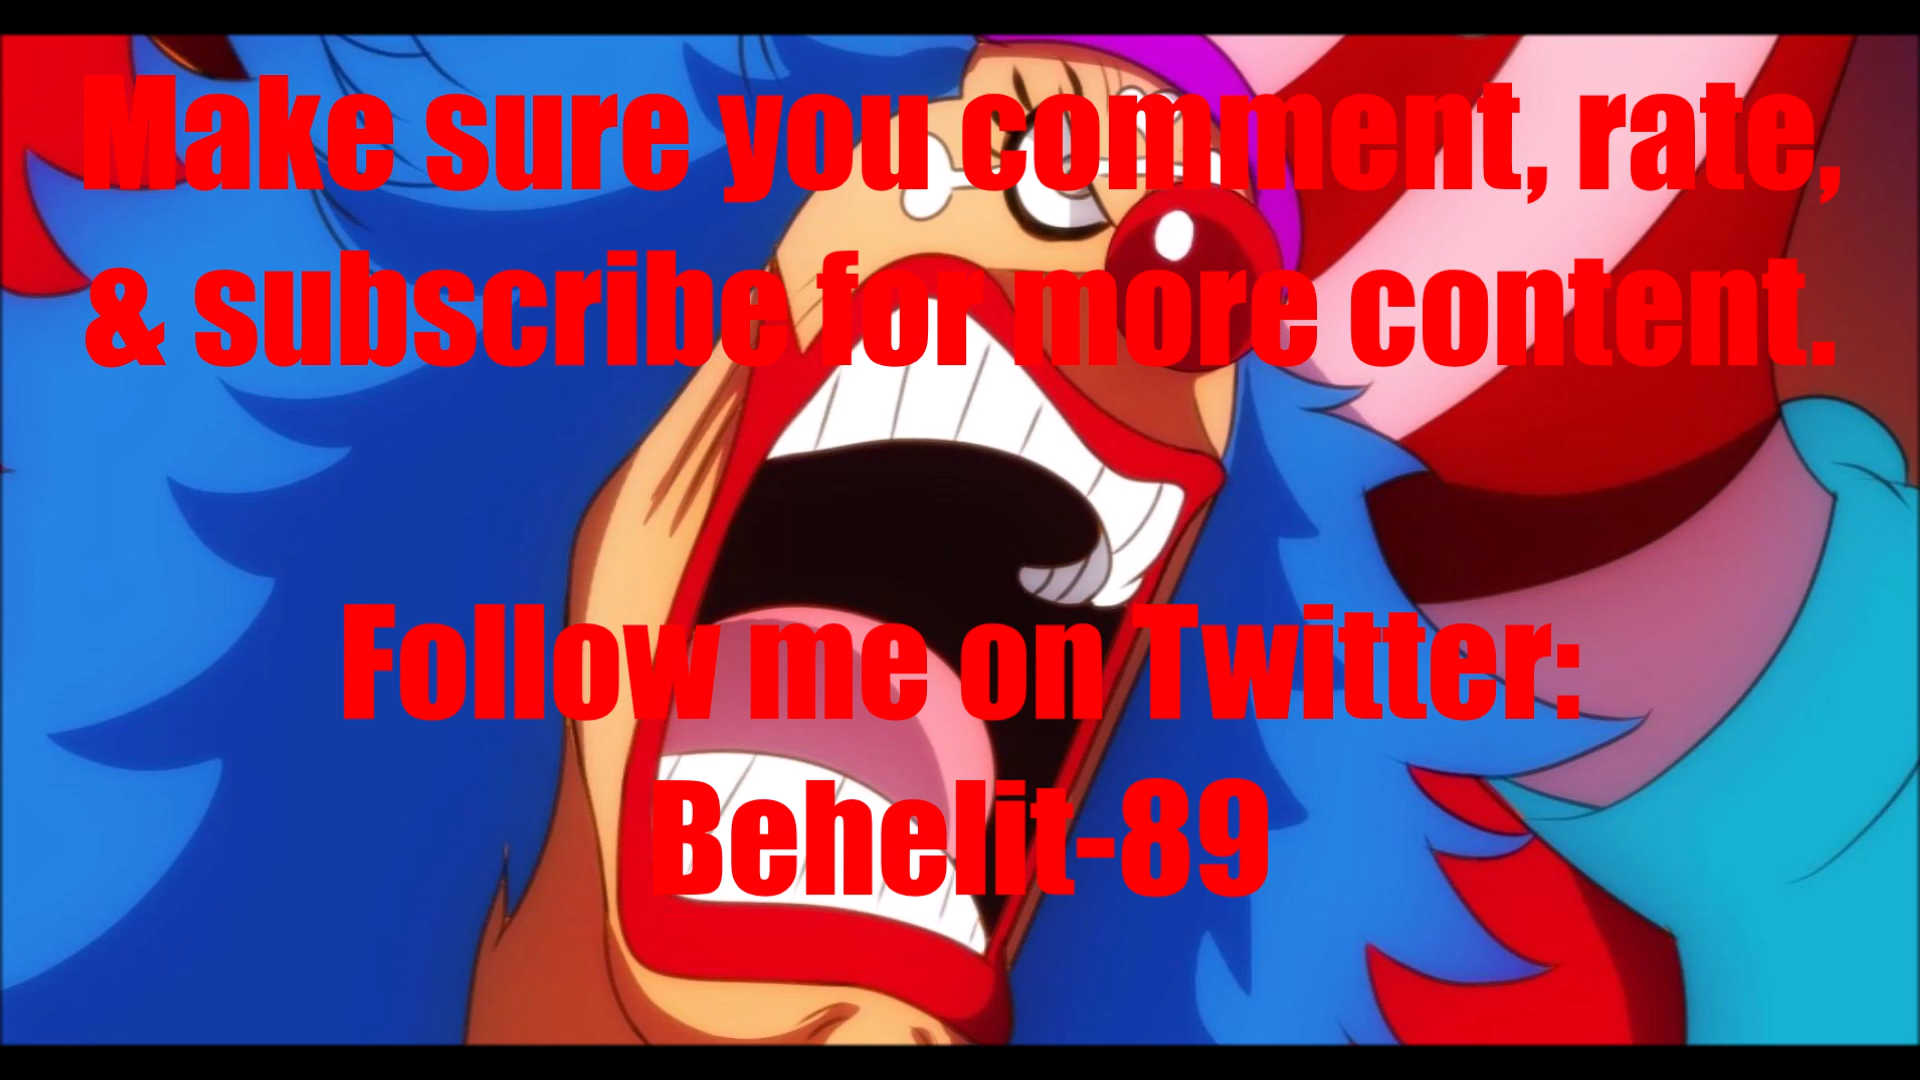 Make sure you comment, rate,
& subscribe for more content.
Follow me on Twitter:
Behelit-89